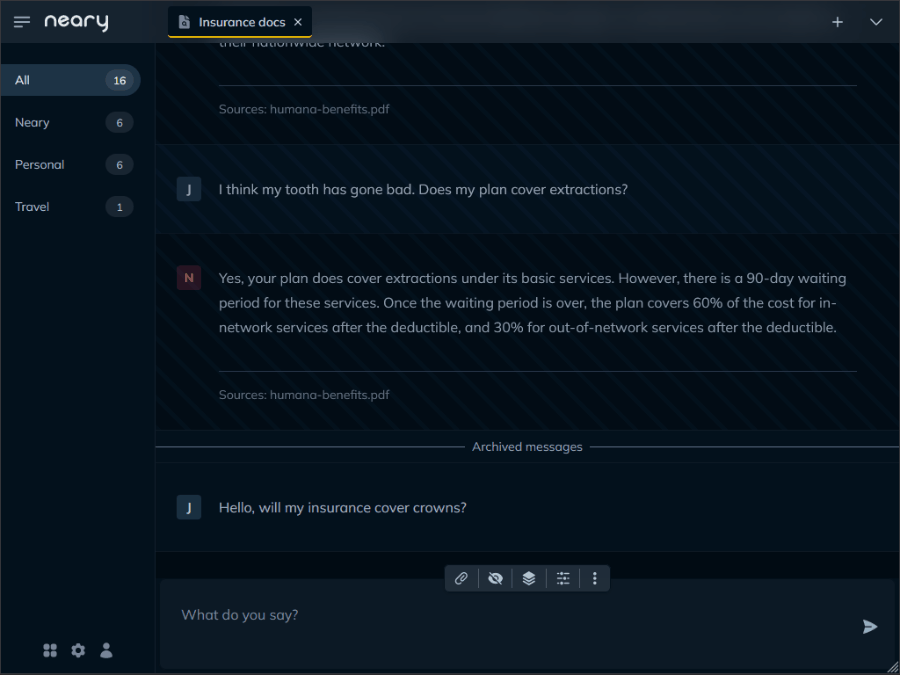 neary
Insurance docs
All 16
Neary 6
Personal 6
Travel 1
their nationwide network.
Sources: humana-benefits.pdf
J
I think my tooth has gone bad. Does my plan cover extractions?
N
Yes, your plan does cover extractions under its basic services. However, there is a 90-day waiting
period for these services. Once the waiting period is over, the plan covers 60% of the cost for in-
network services after the deductible, and 30% for out-of-network services after the deductible.
Sources: humana-benefits.pdf
Archived messages
J
Hello, will my insurance cover crowns?
What do you say?